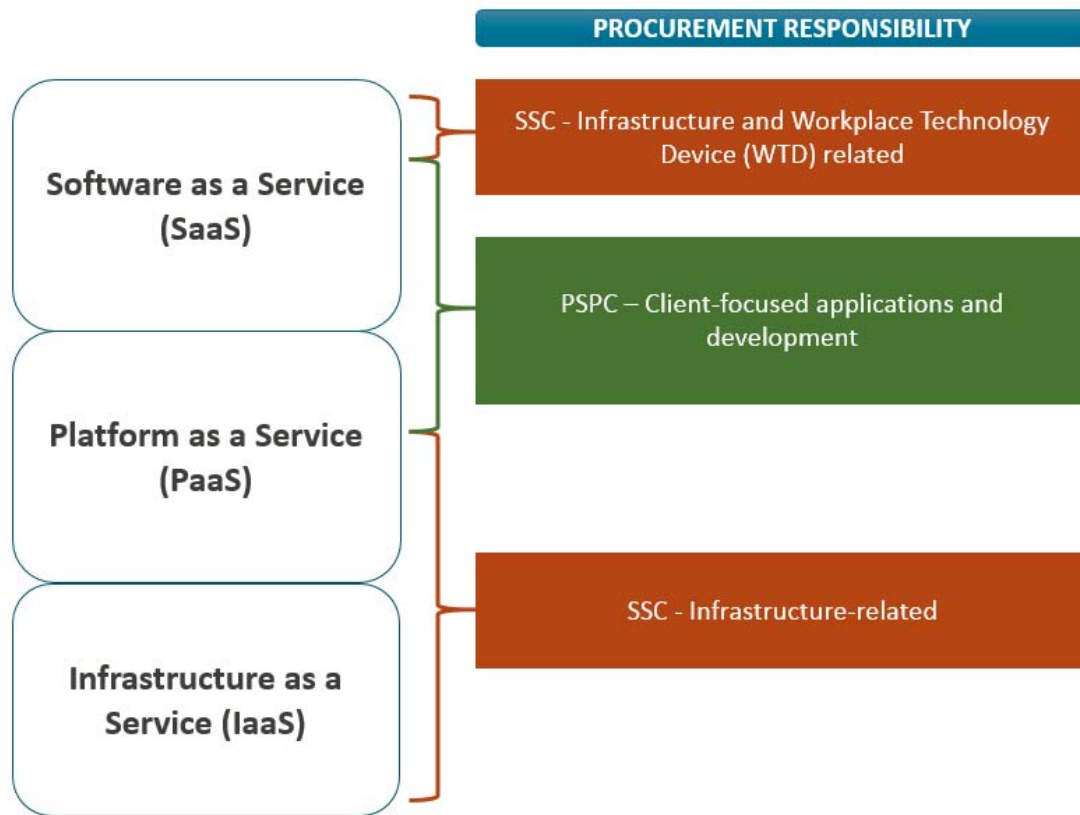 PROCUREMENT RESPONSIBILITY
Software as a Service
(SaaS)
SSC - Infrastructure and Workplace Technology
Device (WTD) related
PSPC – Client-focused applications and
development
Platform as a Service
(PaaS)
SSC - Infrastructure-related
Infrastructure as a
Service (IaaS)